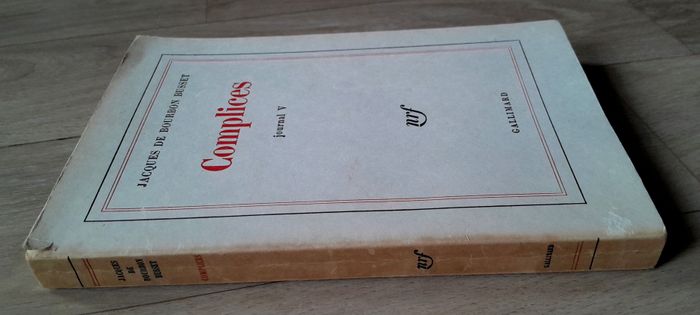 JACQUES DE BOURBON BUSSET
Complices
journal V
nrf
GALLIMARD
JACQUES
DE
BOURBON
BUSSET
COMPLICES
nrf
GALLIMARD